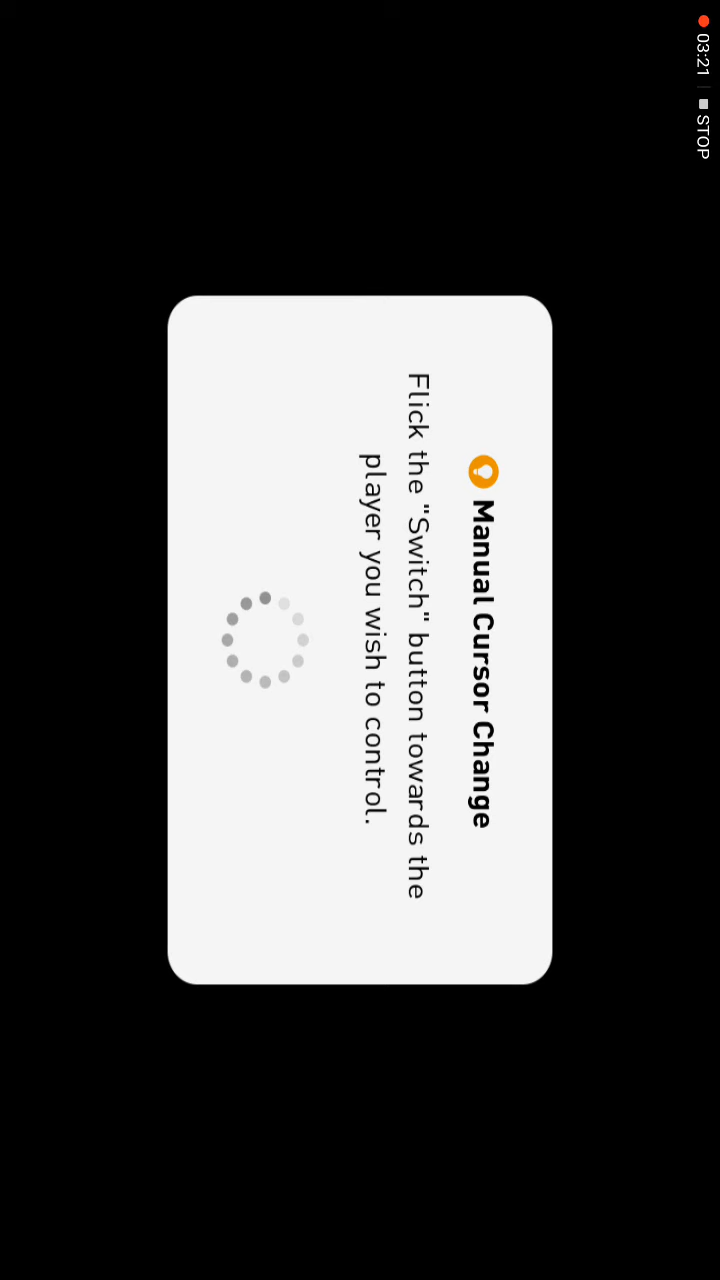 03:21 STOP
Manual Cursor Change
Flick the "Switch" button towards the
player you wish to control.